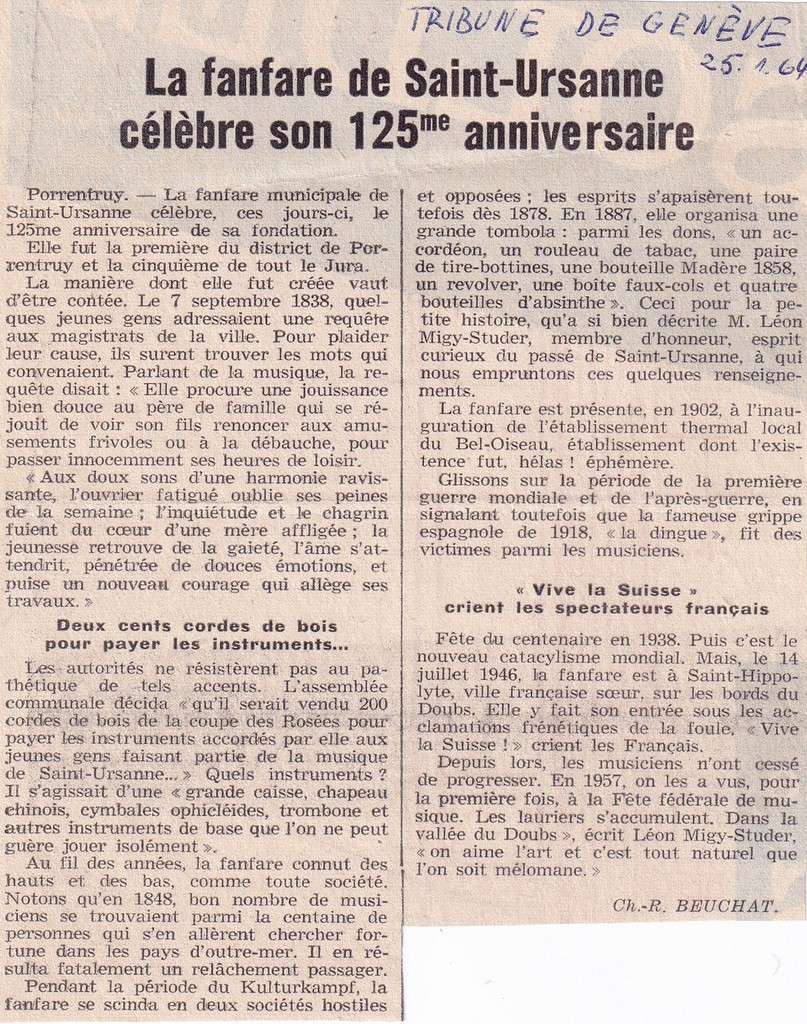 TRIBUNE DE GENÈVE
25.1.64
La fanfare de Saint-Ursanne
célèbre son 125me anniversaire
Porrentruy. — La fanfare municipale de
Saint-Ursanne célèbre, ces jours-ci, le
125me anniversaire de sa fondation.
Elle fut la première du district de Por-
rentruy et la cinquième de tout le Jura.
La manière dont elle fut créée vaut
d'être contée. Le 7 septembre 1838, quel-
ques jeunes gens adressaient une requête
aux magistrats de la ville. Pour plaider
leur cause, ils surent trouver les mots qui
convenaient. Parlant de la musique, la re-
quête disait : « Elle procure une jouissance
bien douce au père de famille qui se ré-
jouit de voir son fils renoncer aux amu-
sements frivoles ou à la débauche, pour
passer innocemment ses heures de loisir.
« Aux doux sons d'une harmonie ravis-
sante, l'ouvrier fatigué oublie ses peines
de la semaine ; l'inquiétude et le chagrin
fuient du cœur d'une mère affligée ; la
jeunesse retrouve de la gaieté, l'âme s'at-
tendrit, pénétrée de douces émotions, et
puise un nouveau courage qui allège ses
travaux. »
Deux cents cordes de bois
pour payer les instruments...
Les autorités ne résistèrent pas au pa-
thétique de tels accents. L'assemblée
communale décida « qu'il serait vendu 200
cordes de bois de la coupe des Rosées pour
payer les instruments accordés par elle aux
jeunes gens faisant partie de la musique
de Saint-Ursanne... » Quels instruments ?
Il s'agissait d'une « grande caisse, chapeau
chinois, cymbales ophicléides, trombone et
autres instruments de base que l'on ne peut
guère jouer isolément ».
Au fil des années, la fanfare connut des
hauts et des bas, comme toute société.
Notons qu'en 1848, bon nombre de musi-
ciens se trouvaient parmi la centaine de
personnes qui s'en allèrent chercher for-
tune dans les pays d'outre-mer. Il en ré-
sulta fatalement un relâchement passager.
Pendant la période du Kulturkampf, la
fanfare se scinda en deux sociétés hostiles
et opposées ; les esprits s'apaisèrent tou-
tefois dès 1878. En 1887, elle organisa une
grande tombola : parmi les dons, « un ac-
cordéon, un rouleau de tabac, une paire
de tire-bottines, une bouteille Madère 1858,
un revolver, une boîte faux-cols et quatre
bouteilles d'absinthe ». Ceci pour la pe-
tite histoire, qu'a si bien décrite M. Léon
Migy-Studer, membre d'honneur, esprit
curieux du passé de Saint-Ursanne, à qui
nous empruntons ces quelques renseigne-
ments.
La fanfare est présente, en 1902, à l'inau-
guration de l'établissement thermal local
du Bel-Oiseau, établissement dont l'exis-
tence fut, hélas ! éphémère.
Glissons sur la période de la première
guerre mondiale et de l'après-guerre, en
signalant toutefois que la fameuse grippe
espagnole de 1918, « la dingue », fit des
victimes parmi les musiciens.
« Vive la Suisse »
crient les spectateurs français
Fête du centenaire en 1938. Puis c'est le
nouveau catacylisme mondial. Mais, le 14
juillet 1946, la fanfare est à Saint-Hippo-
lyte, ville française sœur, sur les bords du
Doubs. Elle y fait son entrée sous les ac-
clamations frénétiques de la foule. « Vive
la Suisse ! » crient les Français.
Depuis lors, les musiciens n'ont cessé
de progresser. En 1957, on les a vus, pour
la première fois, à la Fête fédérale de mu-
sique. Les lauriers s'accumulent. Dans la
vallée du Doubs », écrit Léon Migy-Studer,
« on aime l'art et c'est tout naturel que
l'on soit mélomane. »
Ch.-R. BEUCHAT.